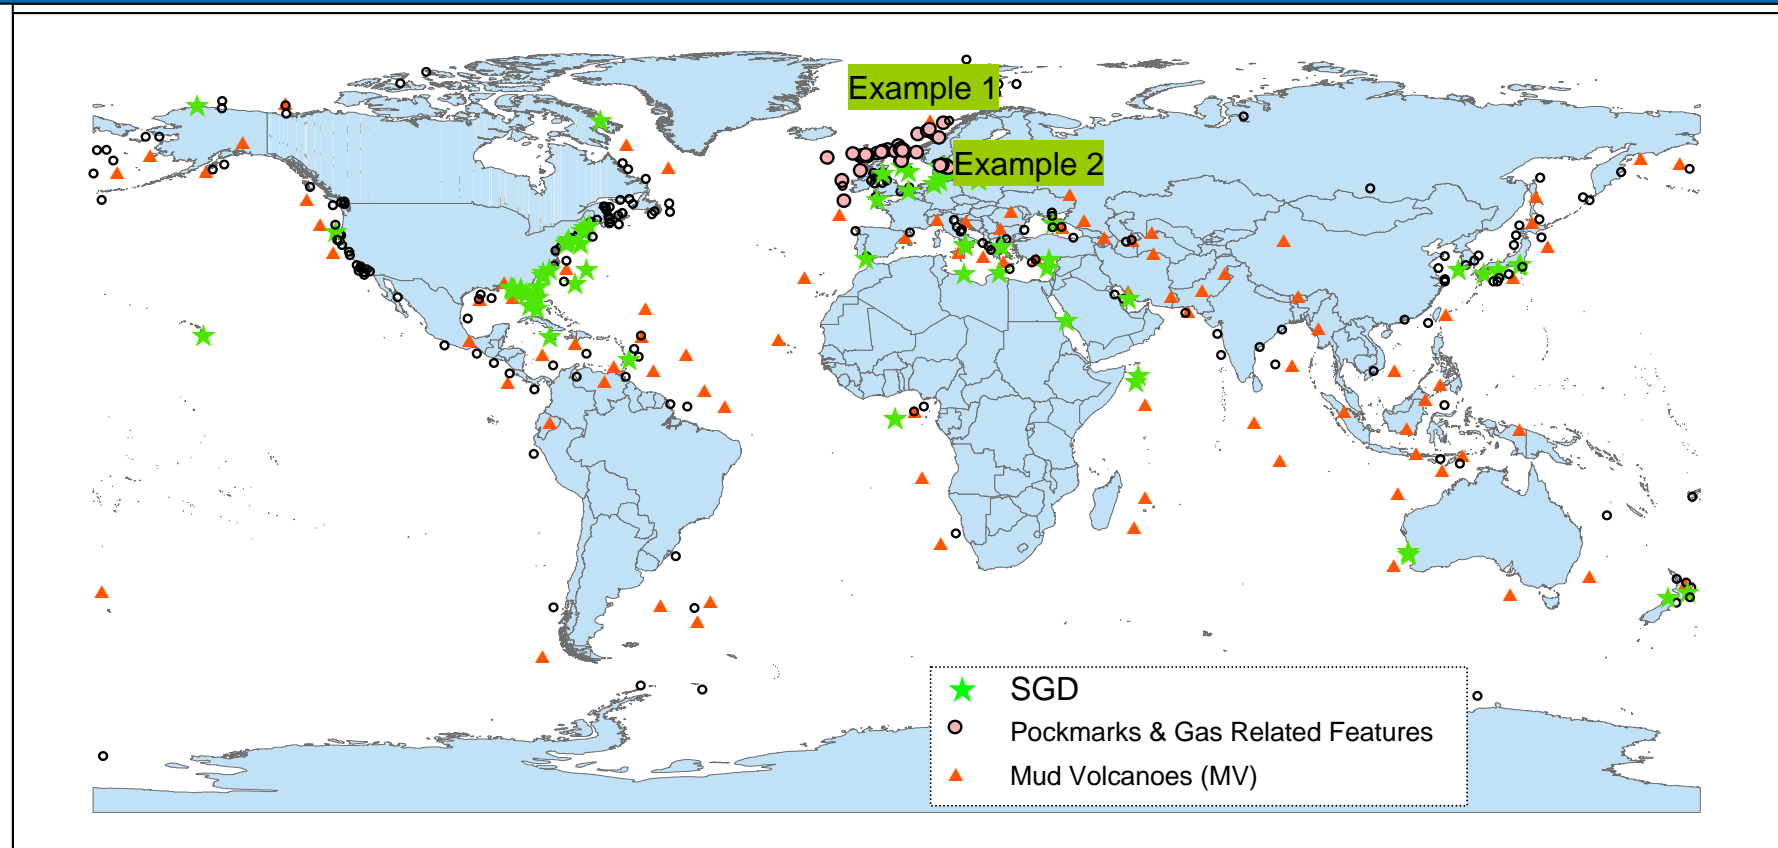 Example 1
Example 2
SGD
Pockmarks & Gas Related Features
Mud Volcanoes (MV)